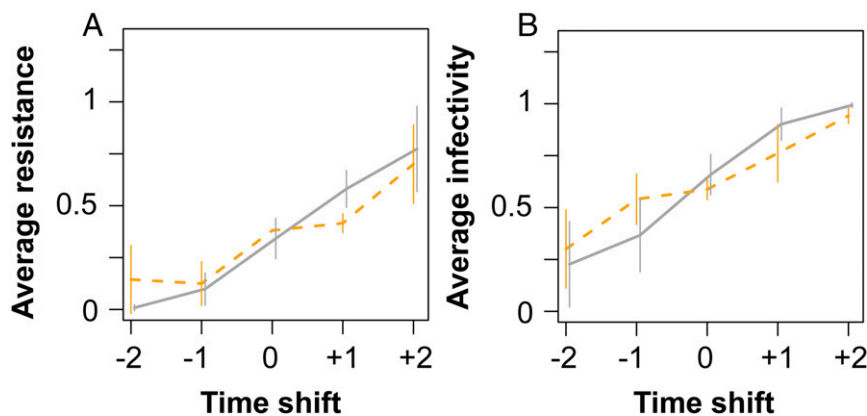 A
Average resistance
1
0.5
0
-2 -1 0 +1 +2
Time shift
B
Average infectivity
1
0.5
0
-2 -1 0 +1 +2
Time shift